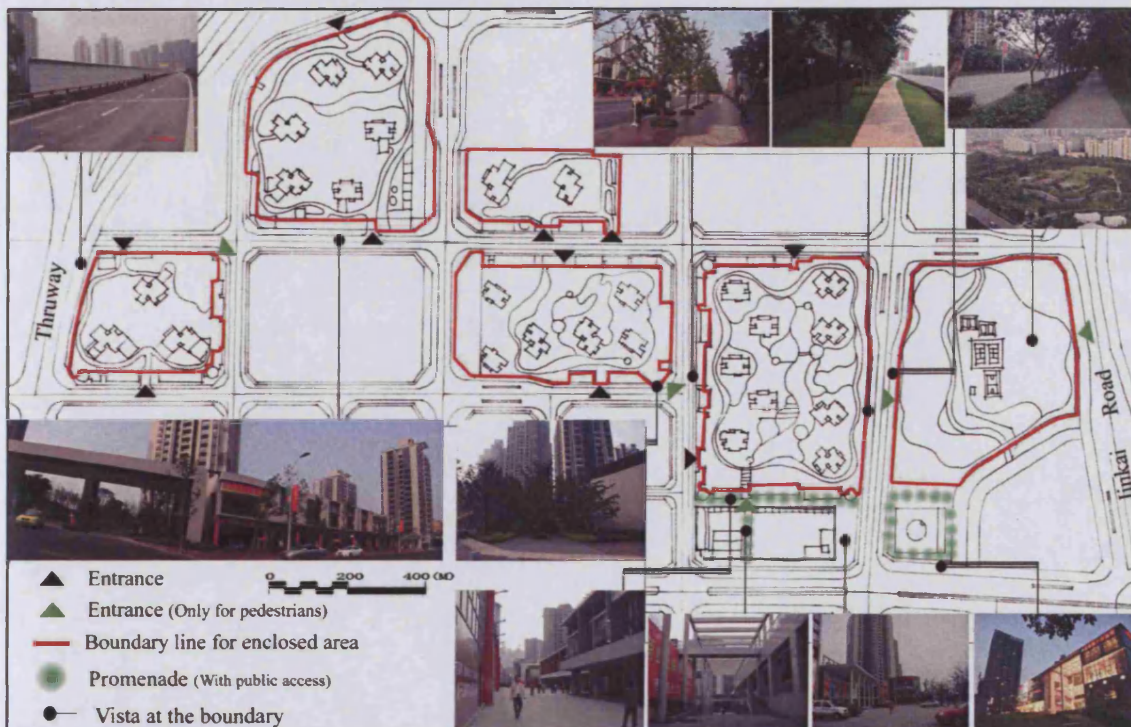 Thruway
Jinkai Road
Entrance
0 200 400
Entrance (Only for pedestrians)
Boundary line for enclosed area
Promenade (With public access)
Vista at the boundary